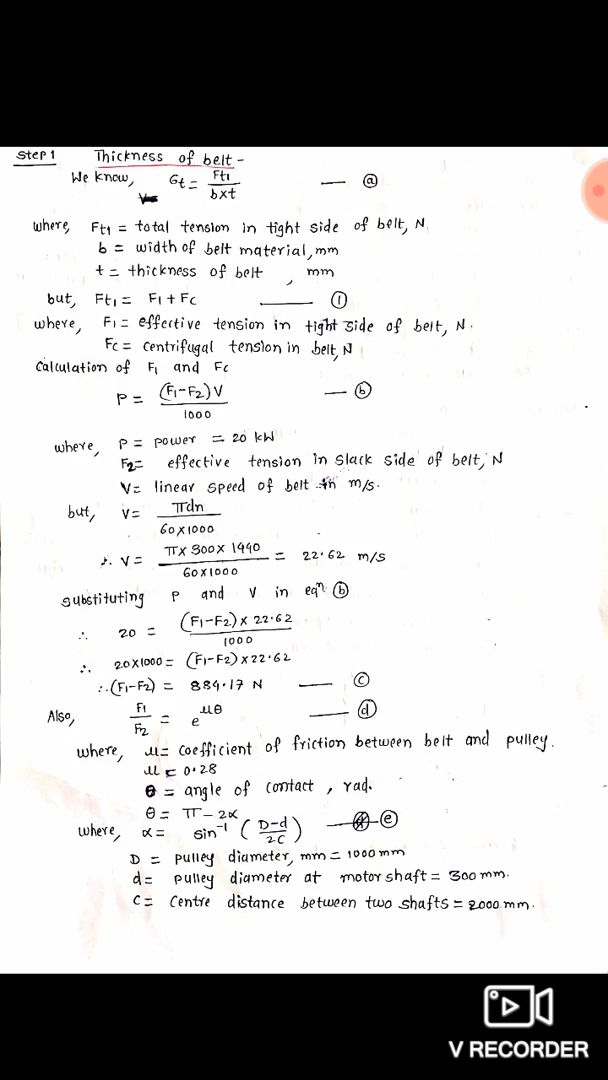 Step 1 Thickness of belt -
We know, σt = Ft1 / b×t — ⓐ
where, Ft1 = total tension in tight side of belt, N
b = width of belt material, mm
t = thickness of belt , mm
but, Ft1 = F1 + Fc — ①
where, F1 = effective tension in tight side of belt, N.
Fc = centrifugal tension in belt, N
Calculation of F1 and Fc
P = (F1-F2) V / 1000 — ⓑ
where, P = power = 20 kW
F2 = effective tension in slack side of belt, N
V = linear speed of belt in m/s.
but, V = πdn / 60×1000
∴ V = π× 300× 1440 / 60×1000 = 22.62 m/s
substituting P and V in eqn ⓑ
∴ 20 = (F1-F2) × 22.62 / 1000
∴ 20×1000 = (F1-F2) ×22.62
∴ (F1-F2) = 884.17 N — ⓒ
Also, F1 / F2 = e^μθ — ⓓ
where, μ = coefficient of friction between belt and pulley.
μ = 0.28
θ = angle of contact , rad.
θ = π - 2α
where, α = sin⁻¹ (D-d / 2C) — ⓔ
D = pulley diameter, mm = 1000 mm
d = pulley diameter at motor shaft = 300 mm.
C = Centre distance between two shafts = 2000 mm.
V RECORDER